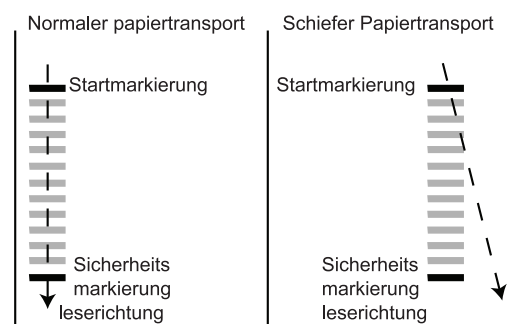 Normaler papiertransport
Startmarkierung
Sicherheits
markierung
leserichtung
Schiefer Papiertransport
Startmarkierung
Sicherheits
markierung
leserichtung